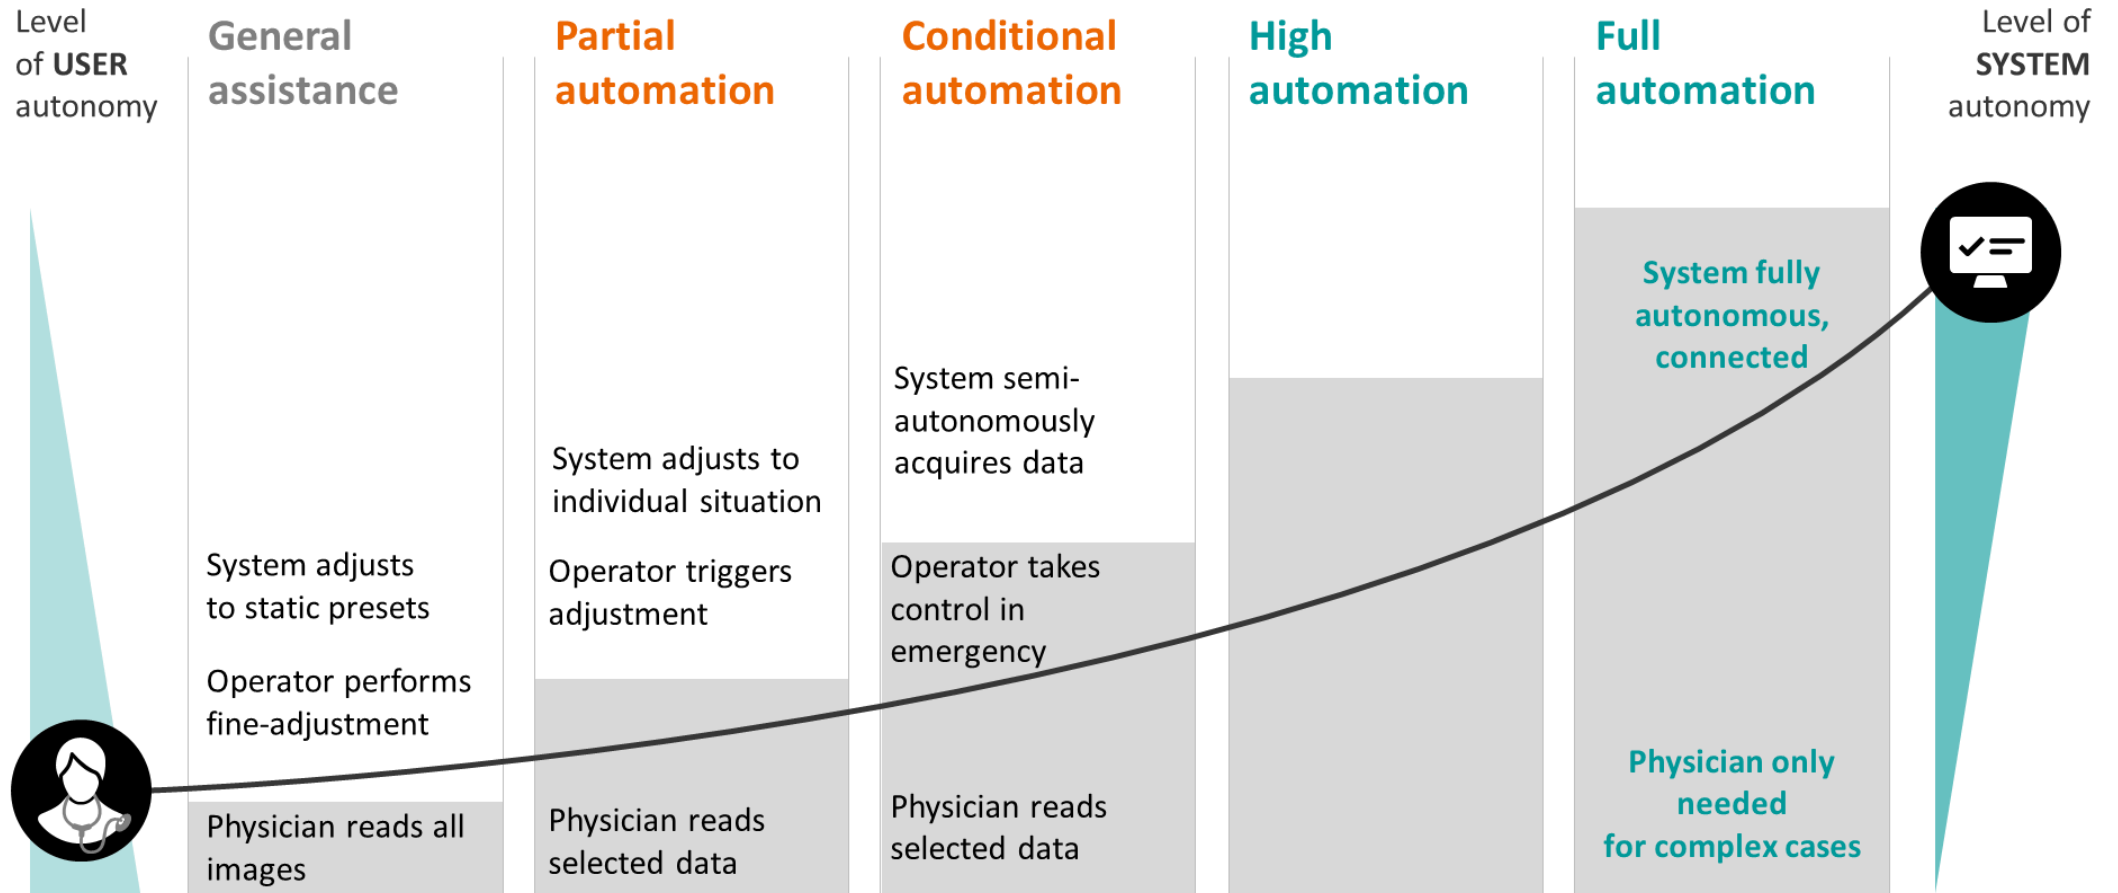 Level
of USER
autonomy
General
assistance
Partial
automation
Conditional
automation
High
automation
Full
automation
Level of
SYSTEM
autonomy
System adjusts
to static presets
Operator performs
fine-adjustment
Physician reads all
images
System adjusts to
individual situation
Operator triggers
adjustment
Physician reads
selected data
System semi-
autonomously
acquires data
Operator takes
control in
emergency
Physician reads
selected data
System fully
autonomous,
connected
Physician only
needed
for complex cases